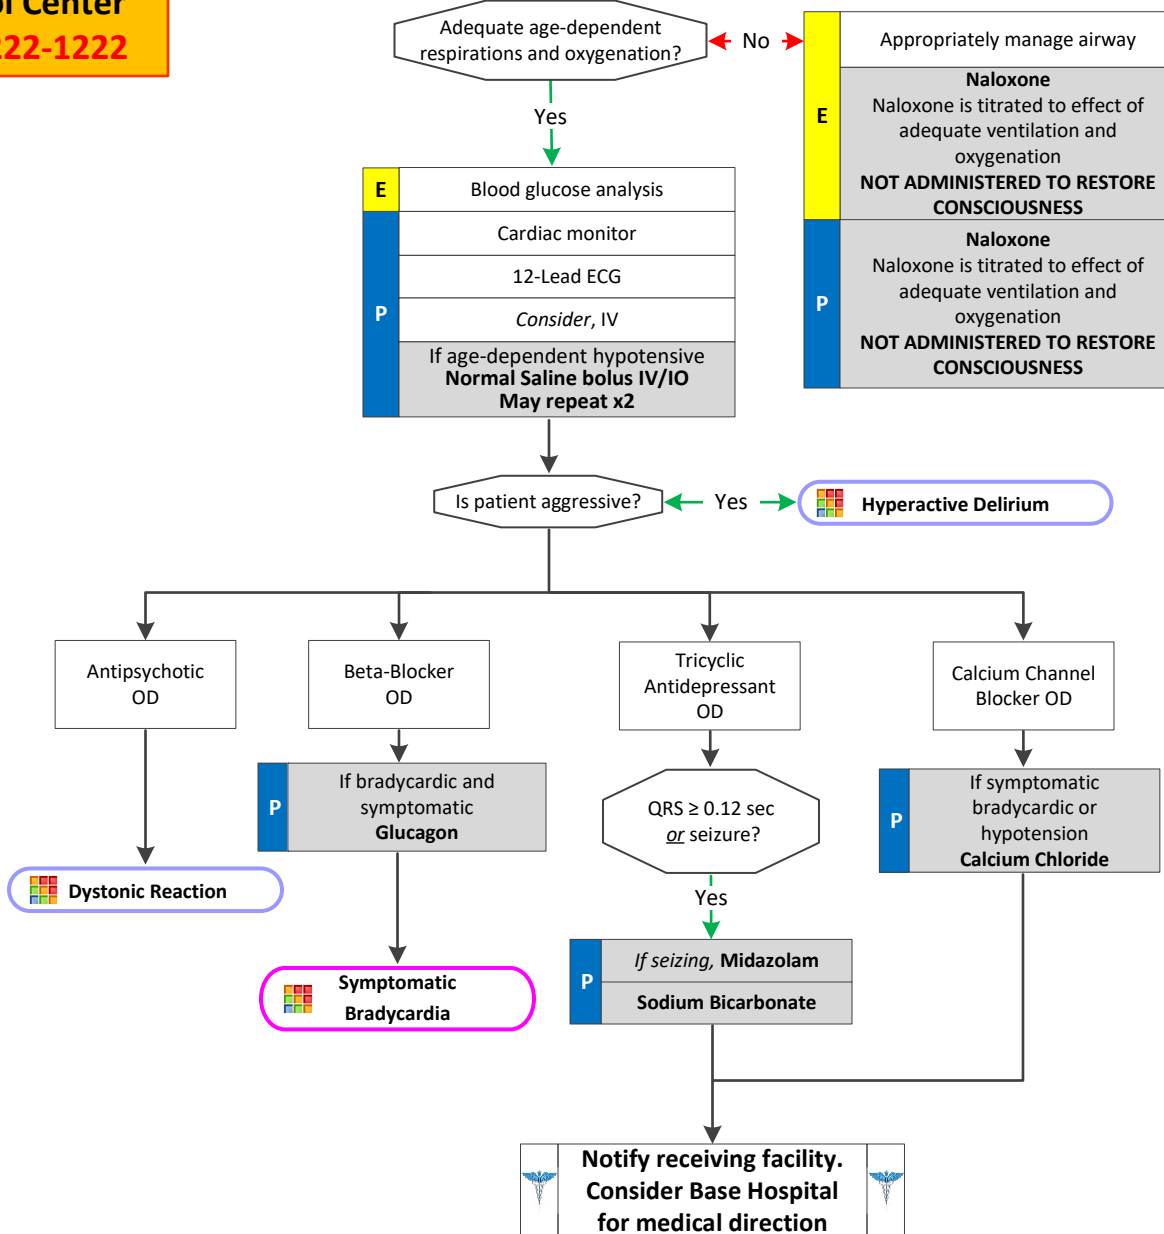 Center
222-1222
Adequate age-dependent
respirations and oxygenation?
No
Appropriately manage airway
E
Naloxone
Naloxone is titrated to effect of
adequate ventilation and
oxygenation
NOT ADMINISTERED TO RESTORE
CONSCIOUSNESS
P
Naloxone
Naloxone is titrated to effect of
adequate ventilation and
oxygenation
NOT ADMINISTERED TO RESTORE
CONSCIOUSNESS
Yes
E
Blood glucose analysis
P
Cardiac monitor
12-Lead ECG
Consider, IV
If age-dependent hypotensive
Normal Saline bolus IV/IO
May repeat x2
Is patient aggressive?
Yes
Hyperactive Delirium
Antipsychotic
OD
Beta-Blocker
OD
Tricyclic
Antidepressant
OD
Calcium Channel
Blocker OD
P
If bradycardic and
symptomatic
Glucagon
QRS ≥ 0.12 sec
or seizure?
P
If symptomatic
bradycardic or
hypotension
Calcium Chloride
Dystonic Reaction
Yes
Symptomatic
Bradycardia
P
If seizing, Midazolam
Sodium Bicarbonate
Notify receiving facility.
Consider Base Hospital
for medical direction